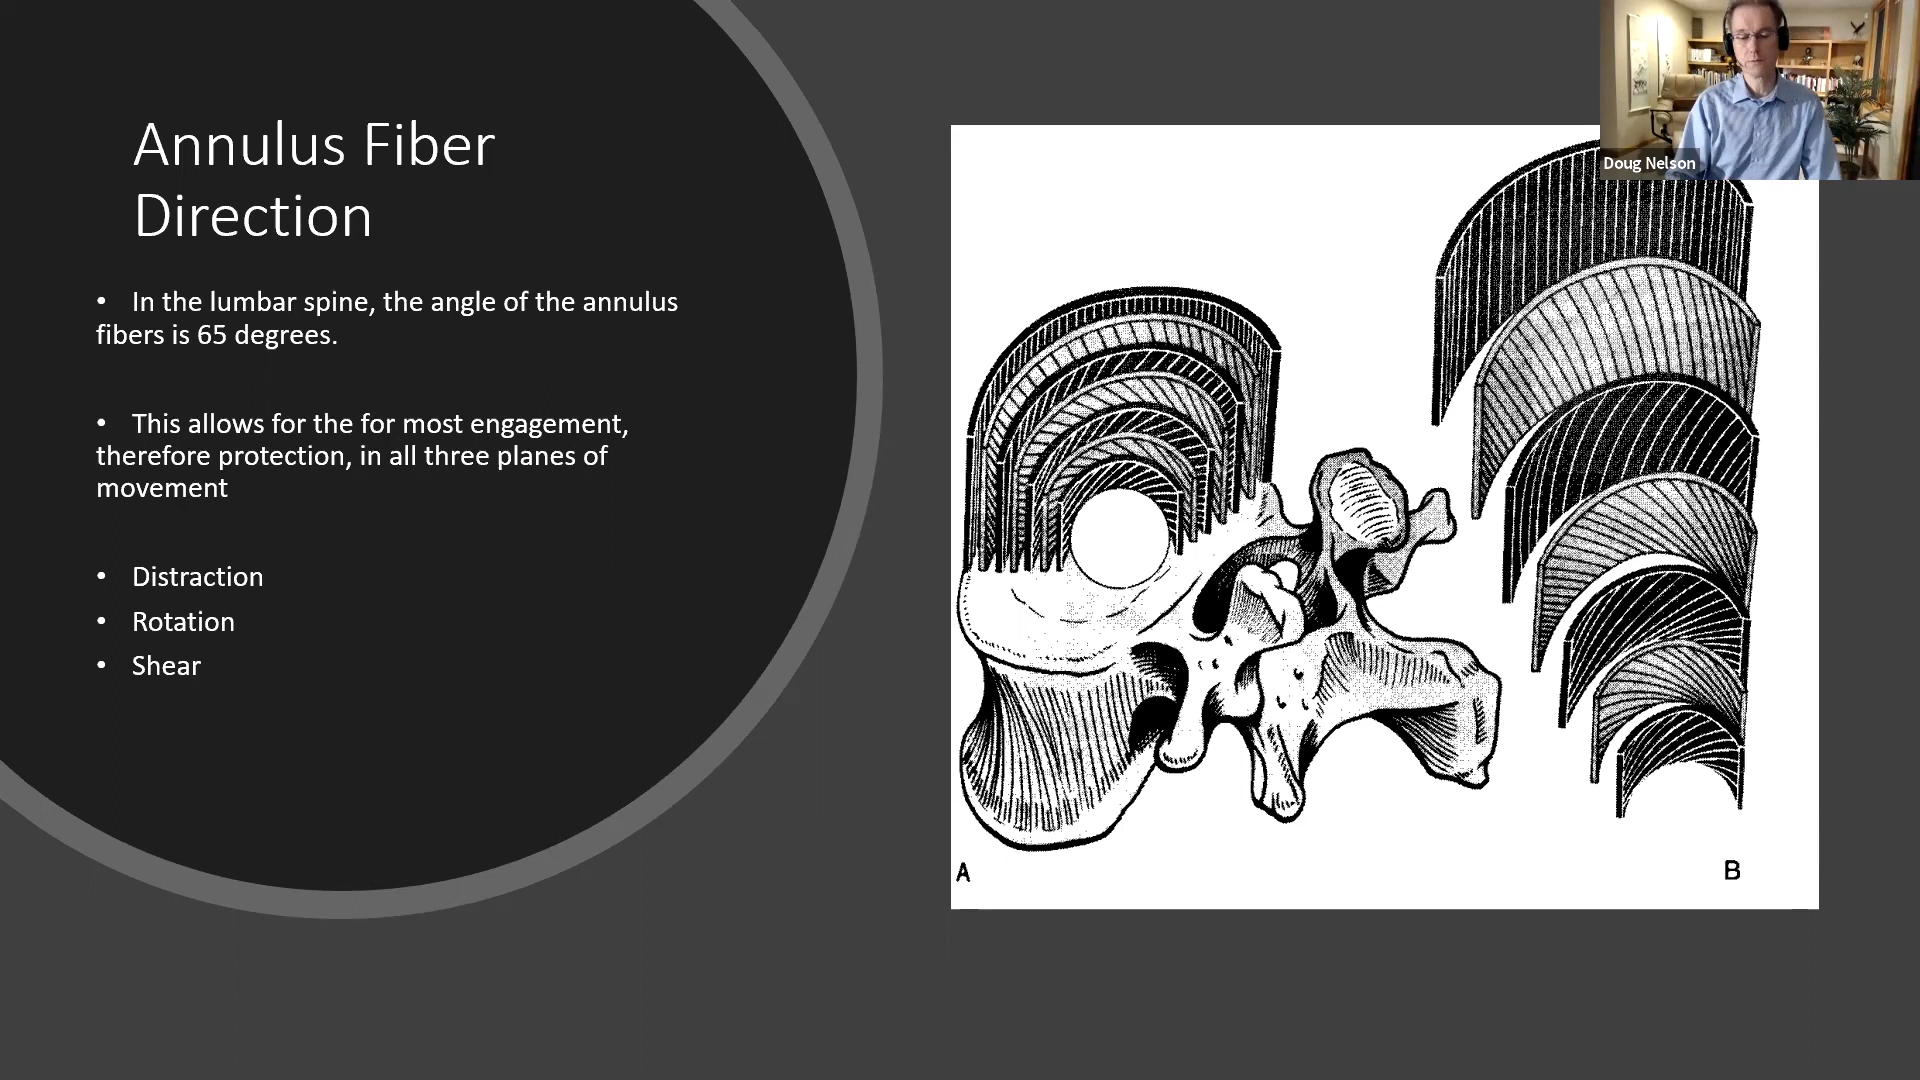 Annulus Fiber
Direction
• In the lumbar spine, the angle of the annulus
fibers is 65 degrees.
• This allows for the for most engagement,
therefore protection, in all three planes of
movement
• Distraction
• Rotation
• Shear
Doug Nelson
A
B